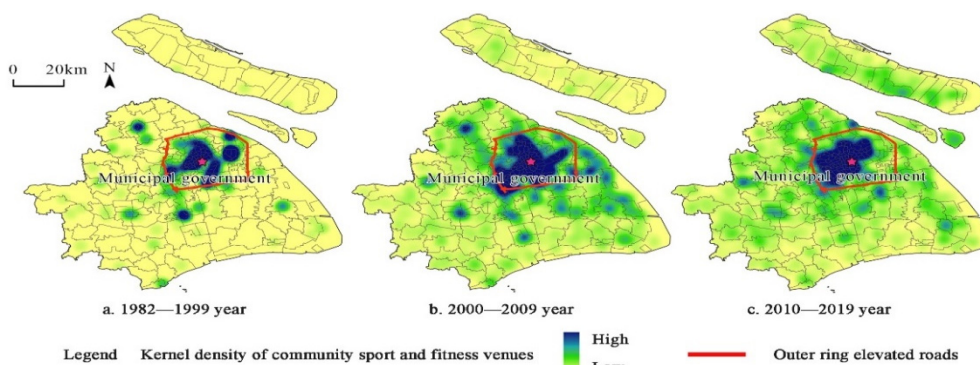 0 20km N
Municipal government
Municipal government
Municipal government
a. 1982—1999 year
b. 2000—2009 year
c. 2010—2019 year
High
Legend Kernel density of community sport and fitness venues
Outer ring elevated roads